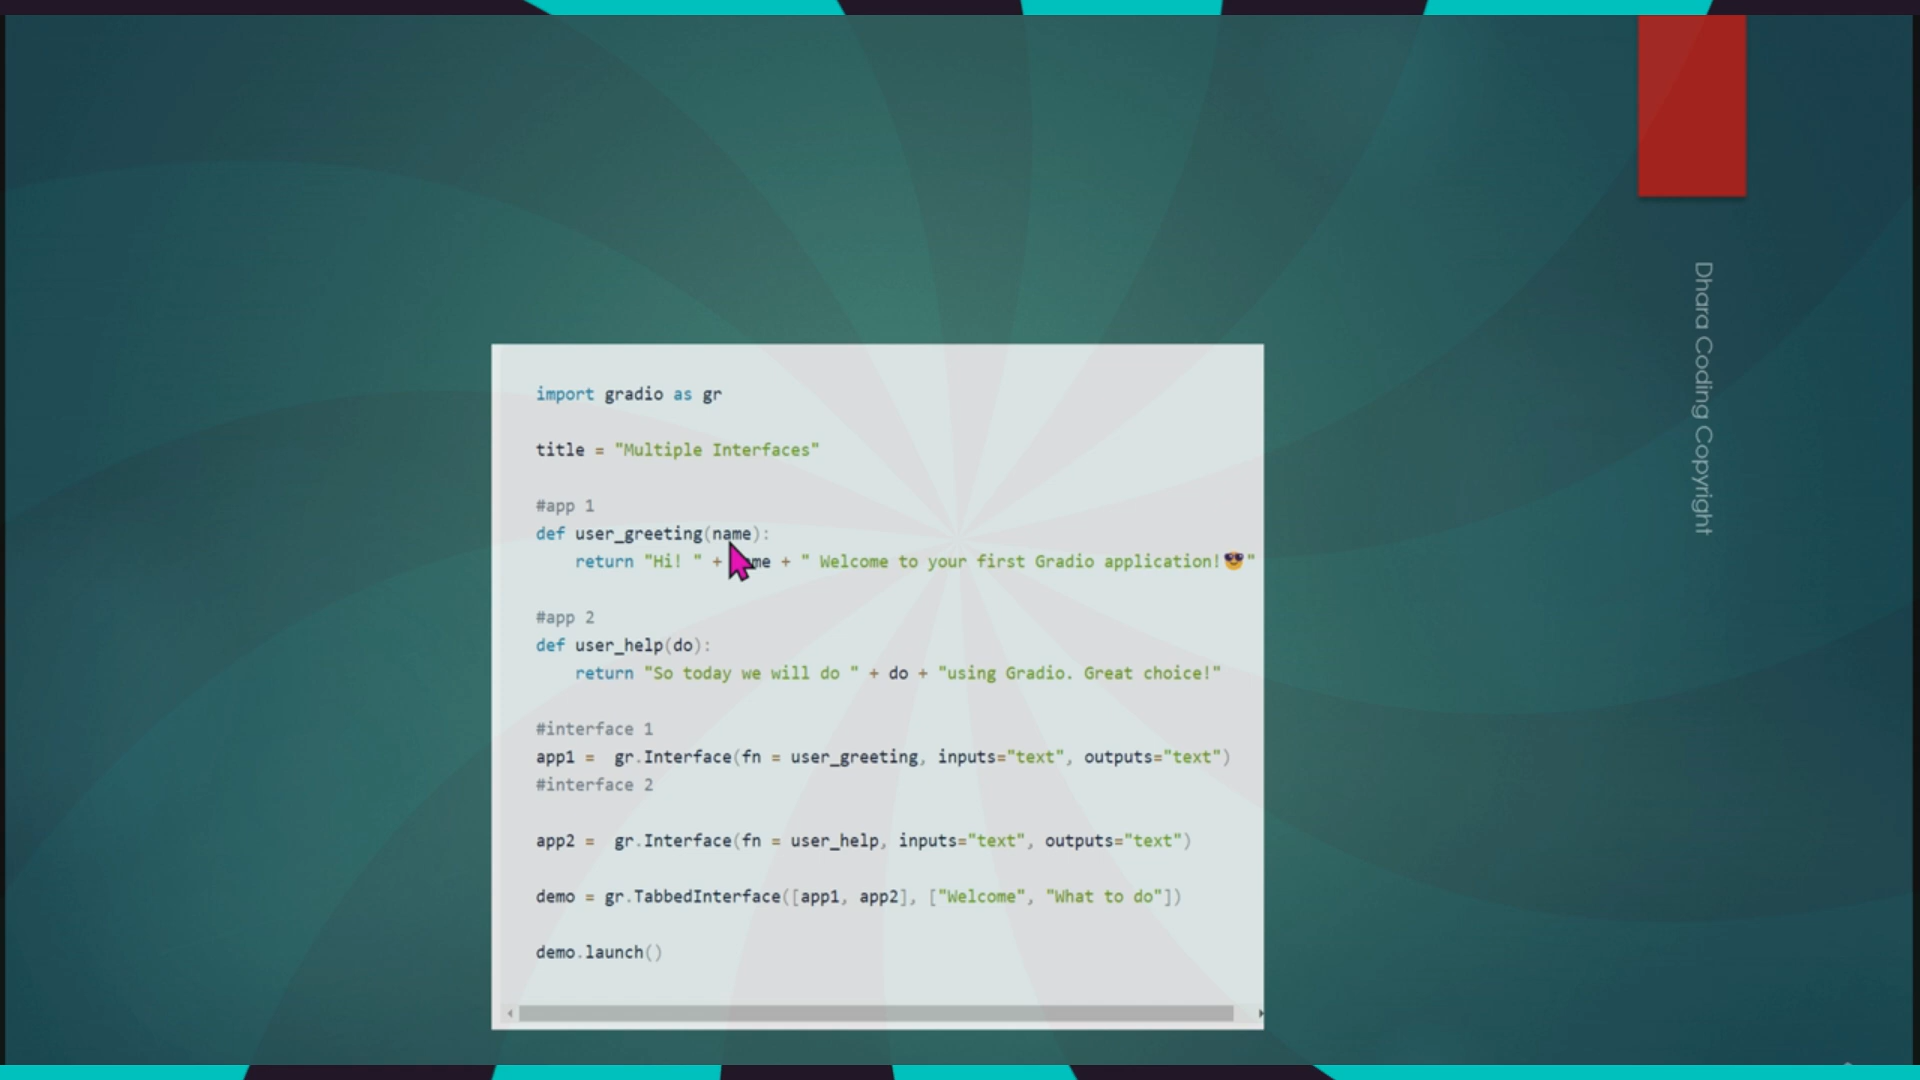 import gradio as gr
title = "Multiple Interfaces"
#app 1
def user_greeting(name):
    return "Hi! " + me + " Welcome to your first Gradio application!😎"
#app 2
def user_help(do):
    return "So today we will do " + do + "using Gradio. Great choice!"
#interface 1
app1 =  gr.Interface(fn = user_greeting, inputs="text", outputs="text")
#interface 2
app2 =  gr.Interface(fn = user_help, inputs="text", outputs="text")
demo = gr.TabbedInterface([app1, app2], ["Welcome", "What to do"])
demo.launch()
Dhara Coding Copyright